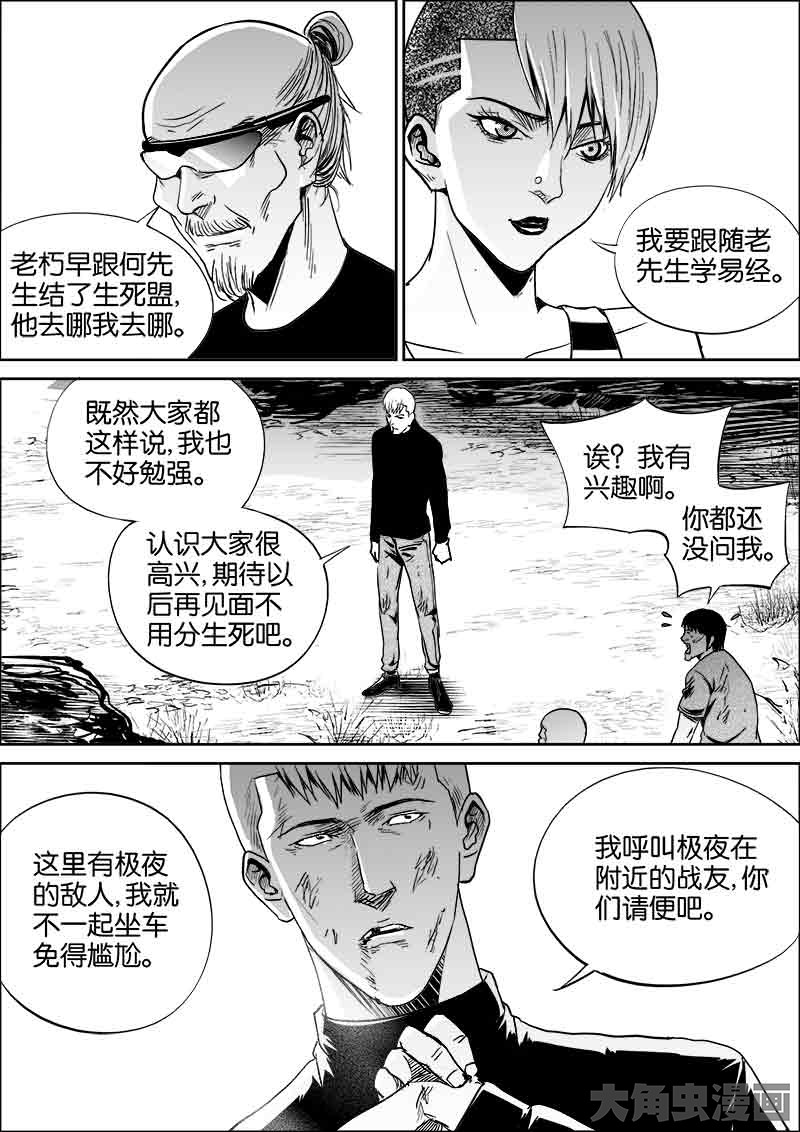 老朽早跟何先
生结了生死盟,
他去哪我去哪。
我要跟随老
先生学易经。
既然大家都
这样说,我也
不好勉强。
认识大家很
高兴,期待以
后再见面不
用分生死吧。
诶?我有
兴趣啊。
你都还
没问我。
这里有极夜
的敌人,我就
不一起坐车
免得尴尬。
我呼叫极夜在
附近的战友,你
们请便吧。
大角虫漫画